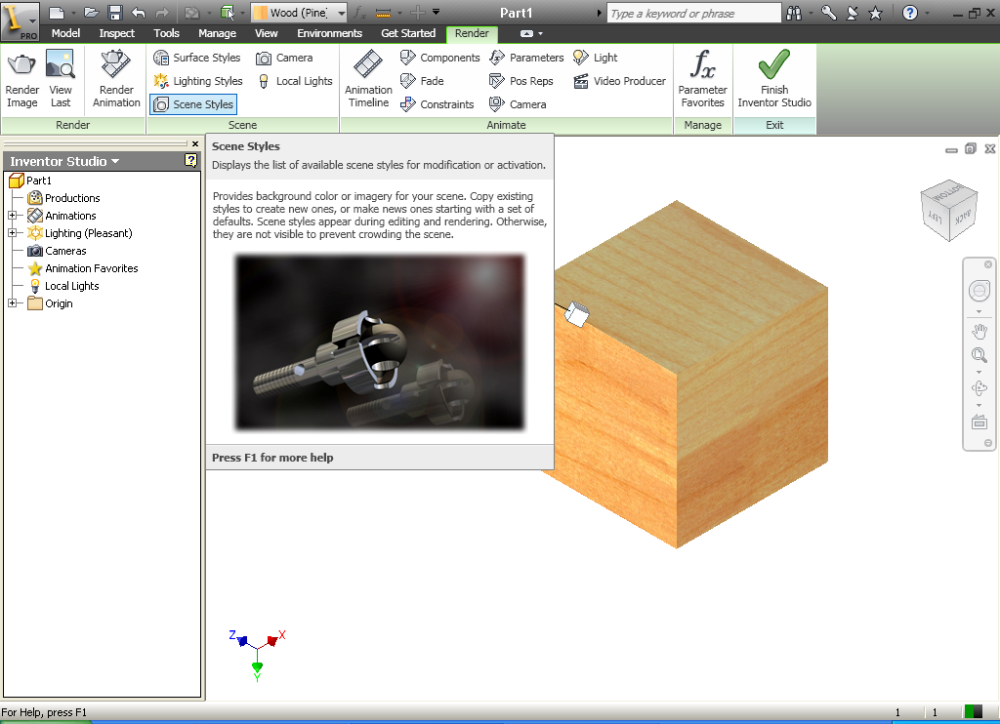 PRO
Wood (Pine)
Part1
Type a keyword or phrase
Model Inspect Tools Manage View Environments Get Started Render
Render Image
View Last
Render Animation
Surface Styles
Lighting Styles
Scene Styles
Camera
Local Lights
Animation Timeline
Components
Fade
Constraints
Parameters
Pos Reps
Camera
Light
Video Producer
fx
Parameter Favorites
Finish Inventor Studio
Render Scene Animate Manage Exit
Inventor Studio
Part1
Productions
Animations
Lighting (Pleasant)
Cameras
Animation Favorites
Local Lights
Origin
Scene Styles
Displays the list of available scene styles for modification or activation.
Provides background color or imagery for your scene. Copy existing
styles to create new ones, or make news ones starting with a set of
defaults. Scene styles appear during editing and rendering. Otherwise,
they are not visible to prevent crowding the scene.
Press F1 for more help
BOTTOM
LEFT BACK
Z X
Y
For Help, press F1
1 1